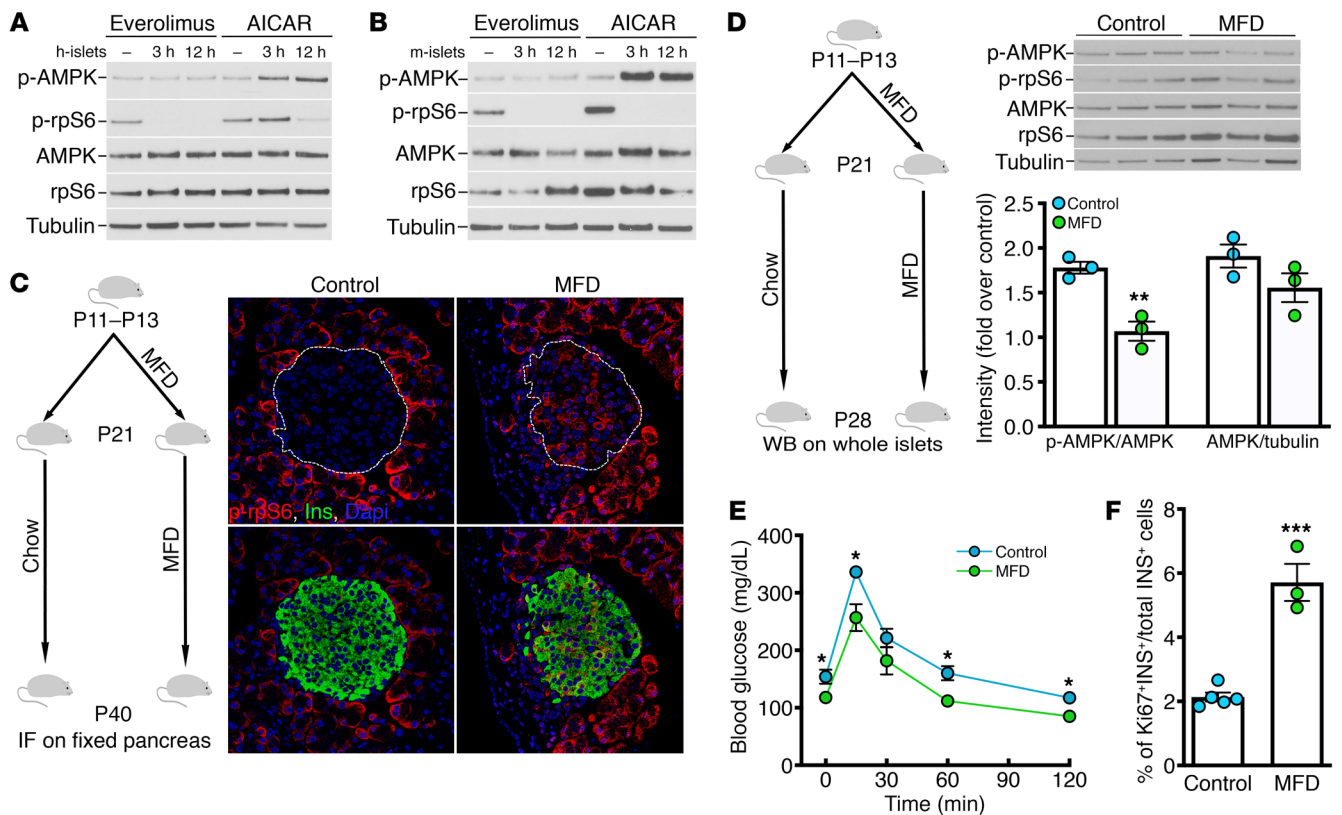 A
Everolimus AICAR
h-islets – 3 h 12 h – 3 h 12 h
p-AMPK
p-rpS6
AMPK
rpS6
Tubulin
B
Everolimus AICAR
m-islets – 3 h 12 h – 3 h 12 h
p-AMPK
p-rpS6
AMPK
rpS6
Tubulin
C
P11–P13
MFD
P21
Chow
MFD
P40
IF on fixed pancreas
Control MFD
p-rpS6, Ins, Dapi
D
P11–P13
MFD
P21
Chow
MFD
P28
WB on whole islets
Control MFD
p-AMPK
p-rpS6
AMPK
rpS6
Tubulin
Intensity (fold over control)
2.5
2.0
1.5
1.0
0.5
0.0
Control
MFD
**
p-AMPK/AMPK AMPK/tubulin
E
Blood glucose (mg/dL)
400
300
200
100
0
* * * *
Control
MFD
0 30 60 90 120
Time (min)
F
% of Ki67⁺INS⁺/total INS⁺ cells
8
6
4
2
0
***
Control MFD